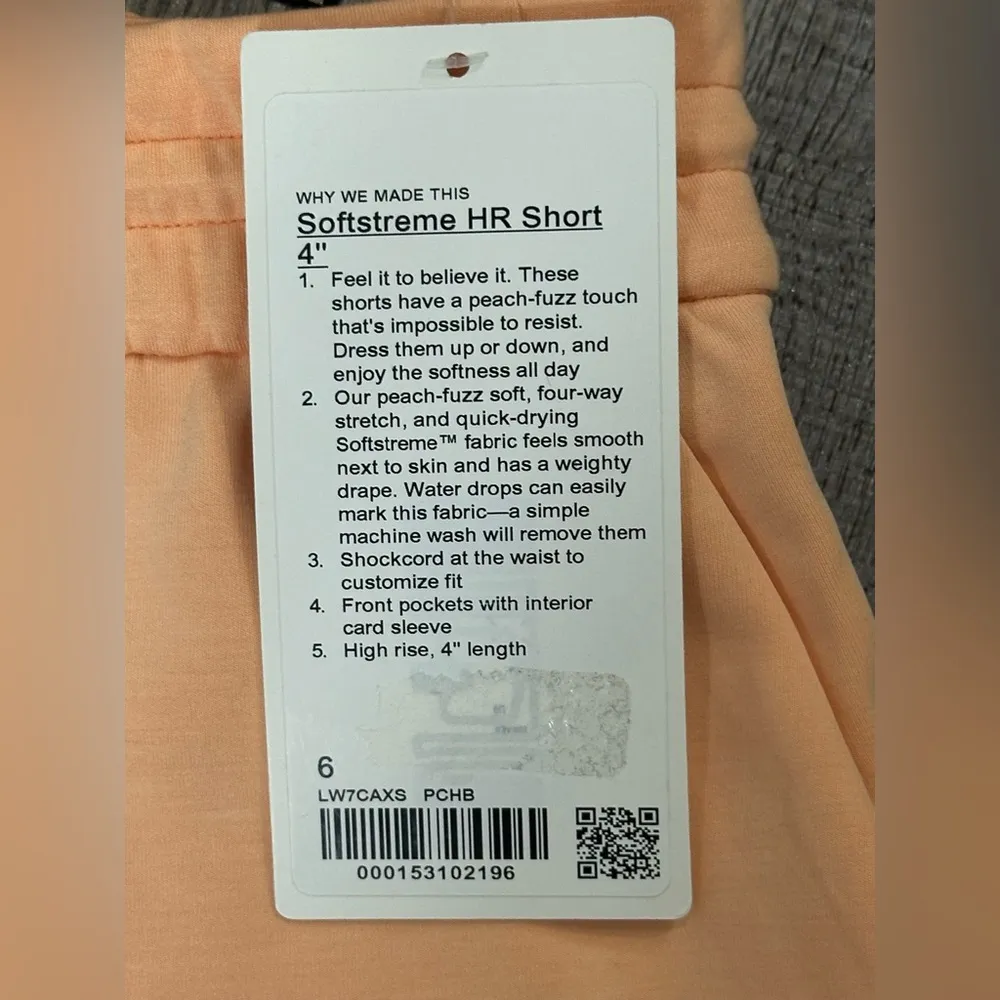 WHY WE MADE THIS
Softstreme HR Short
4"
1. Feel it to believe it. These
shorts have a peach-fuzz touch
that's impossible to resist.
Dress them up or down, and
enjoy the softness all day
2. Our peach-fuzz soft, four-way
stretch, and quick-drying
Softstreme™ fabric feels smooth
next to skin and has a weighty
drape. Water drops can easily
mark this fabric—a simple
machine wash will remove them
3. Shockcord at the waist to
customize fit
4. Front pockets with interior
card sleeve
5. High rise, 4" length
6
LW7CAXS PCHB
000153102196